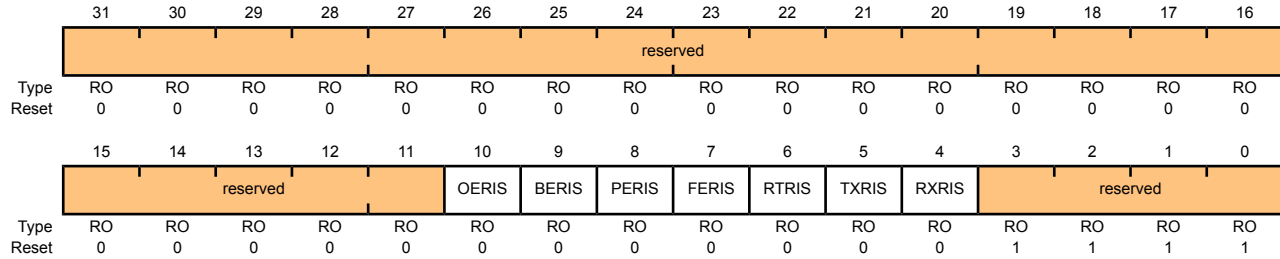 31 30 29 28 27 26 25 24 23 22 21 20 19 18 17 16
reserved
Type RO RO RO RO RO RO RO RO RO RO RO RO RO RO RO RO
Reset 0 0 0 0 0 0 0 0 0 0 0 0 0 0 0 0
15 14 13 12 11 10 9 8 7 6 5 4 3 2 1 0
reserved OERIS BERIS PERIS FERIS RTRIS TXRIS RXRIS reserved
Type RO RO RO RO RO RO RO RO RO RO RO RO RO RO RO RO
Reset 0 0 0 0 0 0 0 0 0 0 0 0 1 1 1 1